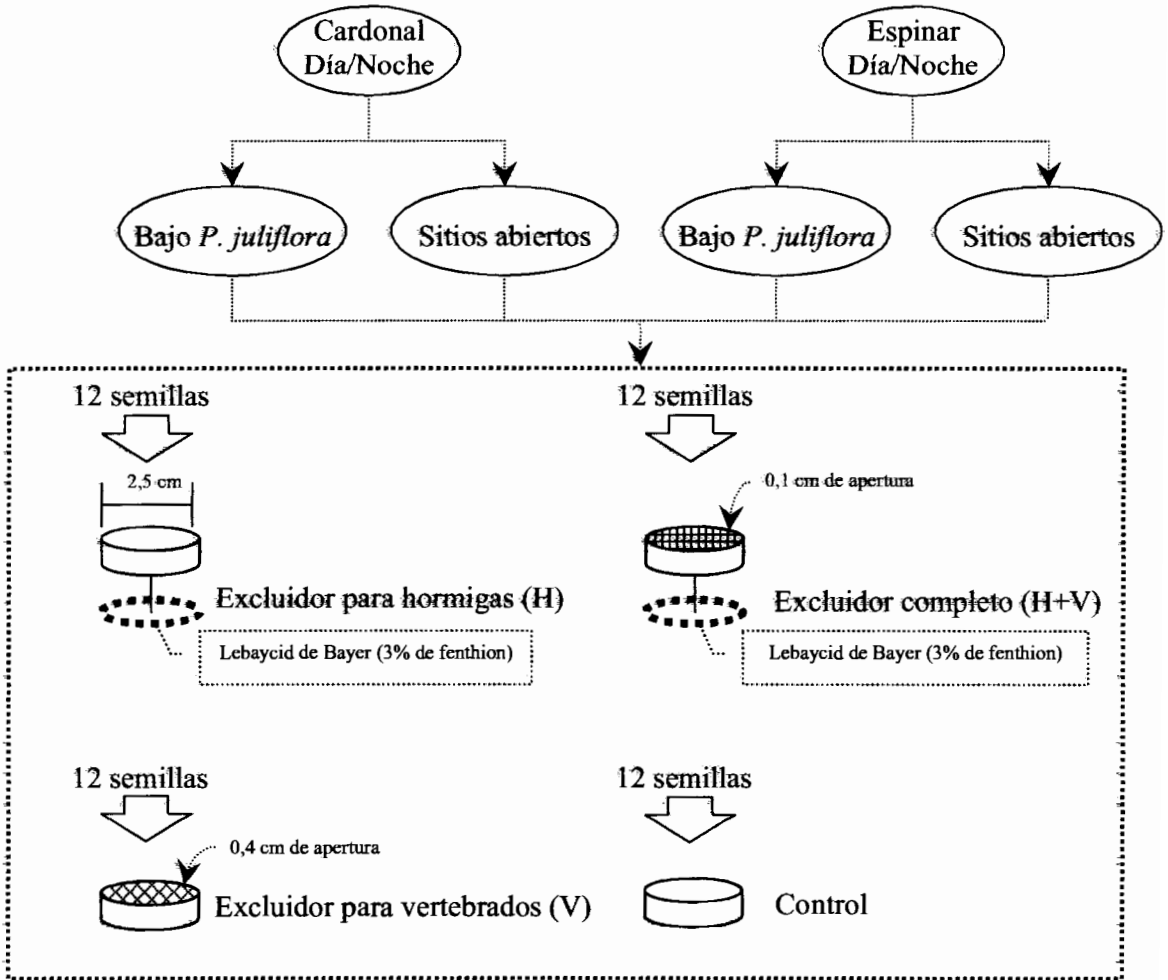 Cardonal
Día/Noche
Espinar
Día/Noche
Bajo P. juliflora
Sitios abiertos
Bajo P. juliflora
Sitios abiertos
12 semillas
12 semillas
2,5 cm
0,1 cm de apertura
Excluidor para hormigas (H)
Excluidor completo (H+V)
Lebaycid de Bayer (3% de fenthion)
Lebaycid de Bayer (3% de fenthion)
12 semillas
12 semillas
0,4 cm de apertura
Excluidor para vertebrados (V)
Control